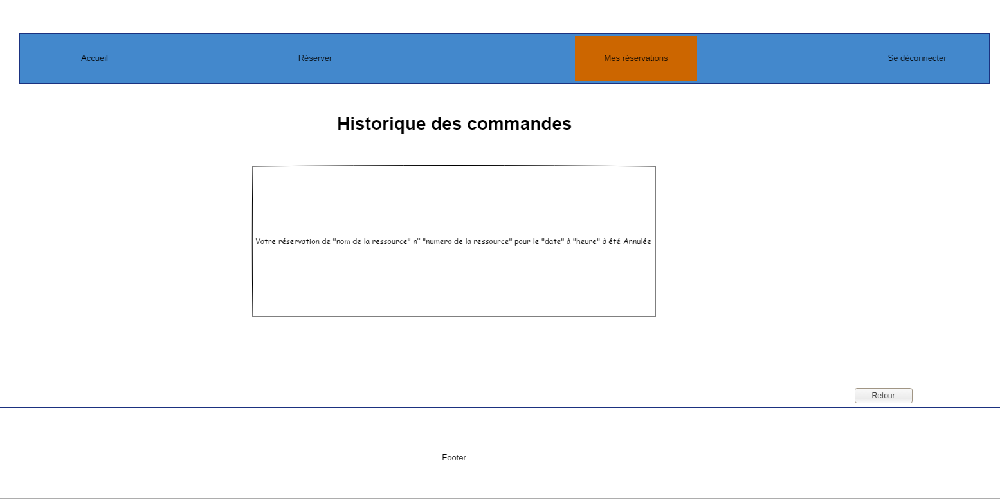 Accueil Réserver Mes réservations Se déconnecter
Historique des commandes
Votre réservation de "nom de la ressource" n° "numero de la ressource" pour le "date" à "heure" à été Annulée
Retour
Footer